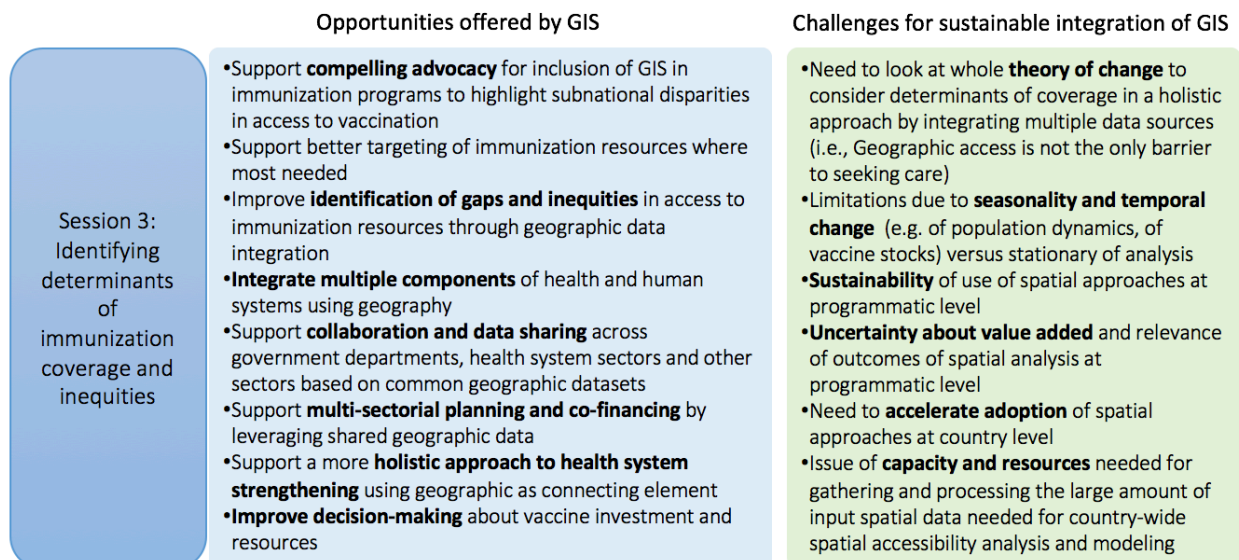 Opportunities offered by GIS
Challenges for sustainable integration of GIS
Session 3:
Identifying
determinants
of
immunization
coverage and
inequities
•Support compelling advocacy for inclusion of GIS in
immunization programs to highlight subnational disparities
in access to vaccination
•Support better targeting of immunization resources where
most needed
•Improve identification of gaps and inequities in access to
immunization resources through geographic data
integration
•Integrate multiple components of health and human
systems using geography
•Support collaboration and data sharing across
government departments, health system sectors and other
sectors based on common geographic datasets
•Support multi-sectorial planning and co-financing by
leveraging shared geographic data
•Support a more holistic approach to health system
strengthening using geographic as connecting element
•Improve decision-making about vaccine investment and
resources
•Need to look at whole theory of change to
consider determinants of coverage in a holistic
approach by integrating multiple data sources
(i.e., Geographic access is not the only barrier
to seeking care)
•Limitations due to seasonality and temporal
change (e.g. of population dynamics, of
vaccine stocks) versus stationary of analysis
•Sustainability of use of spatial approaches at
programmatic level
•Uncertainty about value added and relevance
of outcomes of spatial analysis at
programmatic level
•Need to accelerate adoption of spatial
approaches at country level
•Issue of capacity and resources needed for
gathering and processing the large amount of
input spatial data needed for country-wide
spatial accessibility analysis and modeling